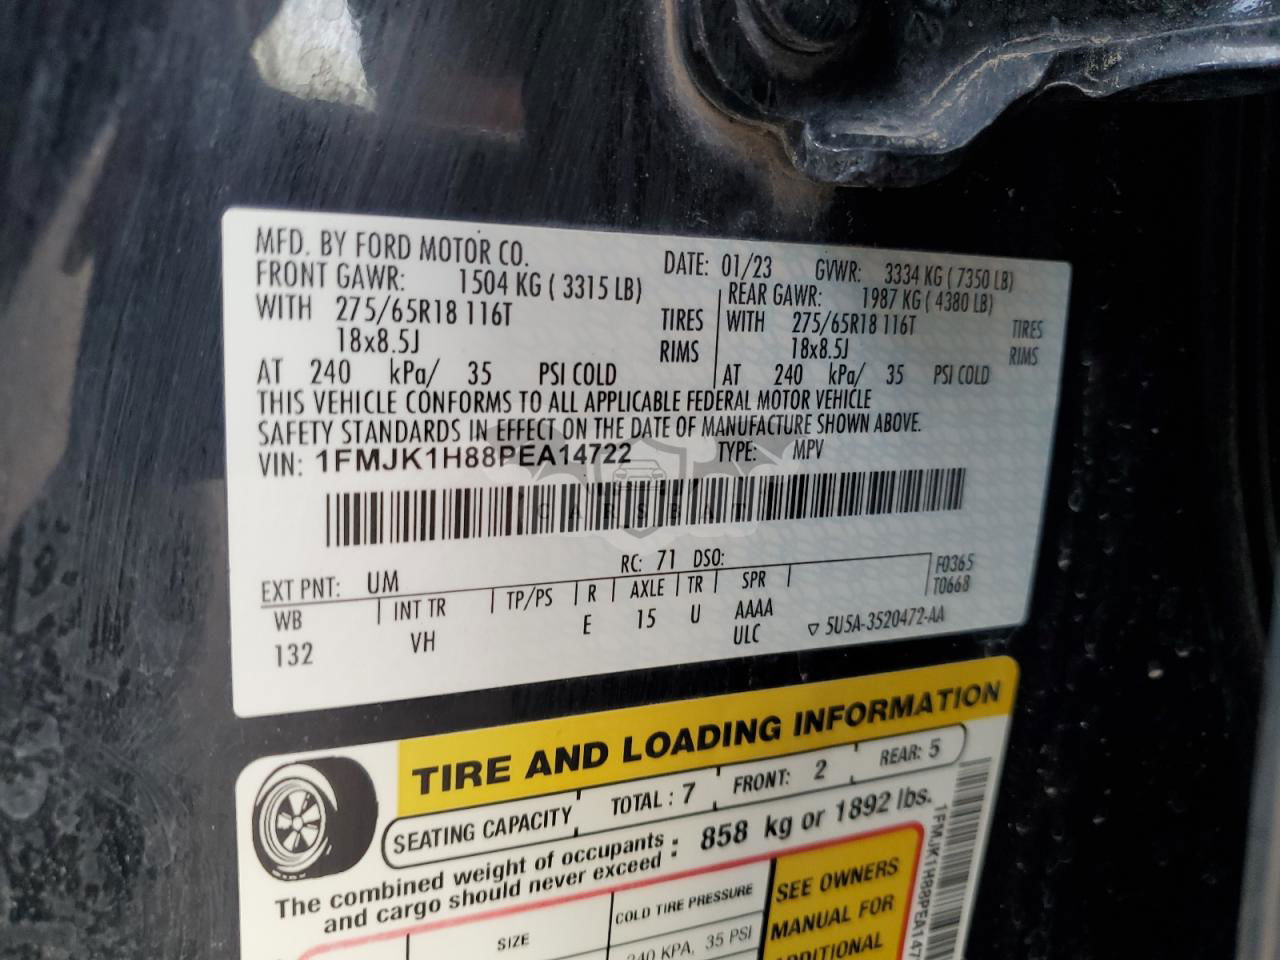 MFD. BY FORD MOTOR CO.
DATE: 01/23 GVWR: 3334 KG ( 7350 LB)
FRONT GAWR: 1504 KG ( 3315 LB)
REAR GAWR: 1987 KG ( 4380 LB)
WITH 275/65R18 116T TIRES
WITH 275/65R18 116T TIRES
18x8.5J RIMS
18x8.5J RIMS
AT 240 kPa/ 35 PSI COLD
AT 240 kPa/ 35 PSI COLD
THIS VEHICLE CONFORMS TO ALL APPLICABLE FEDERAL MOTOR VEHICLE
SAFETY STANDARDS IN EFFECT ON THE DATE OF MANUFACTURE SHOWN ABOVE.
VIN: 1FMJK1H88PEA14722 TYPE: MPV
CARSBAT
EXT PNT: UM RC: 71 DSO:
WB INT TR TP/PS R AXLE TR SPR F0365
T0668
132 VH E 15 U AAAA
ULC ▽ 5U5A-3520472-AA
TIRE AND LOADING INFORMATION
SEATING CAPACITY TOTAL : 7 FRONT: 2 REAR: 5
The combined weight of occupants : 858 kg or 1892 lbs.
and cargo should never exceed
SIZE COLD TIRE PRESSURE SEE OWNERS
MANUAL FOR
240 KPA, 35 PSI
1FMJK1H88PEA147